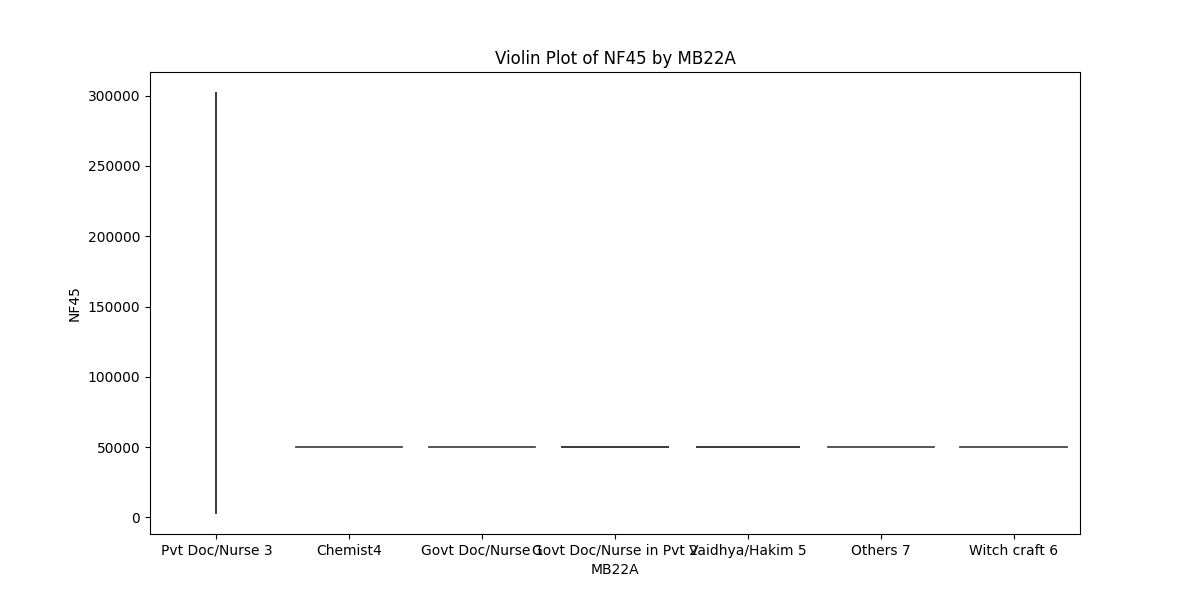 Violin Plot of NF45 by MB22A
300000
250000
200000
150000
100000
50000
0
NF45
Pvt Doc/Nurse 3 Chemist4 Govt Doc/Nurse 1 Govt Doc/Nurse in Pvt 2 Vaidhya/Hakim 5 Others 7 Witch craft 6
MB22A